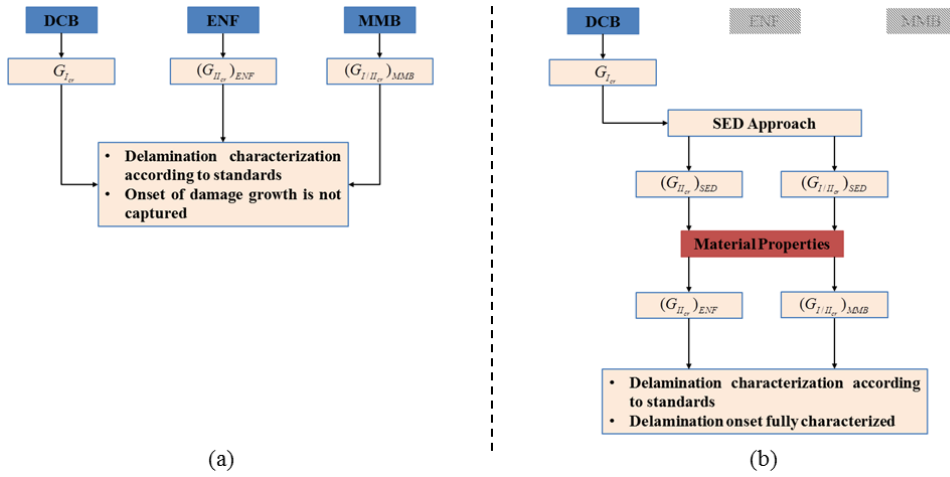 DCB
ENF
MMB
G_{I_{cr}}
(G_{II_{cr}})_{ENF}
(G_{I/II_{cr}})_{MMB}
• Delamination characterization
according to standards
• Onset of damage growth is not
captured
(a)
DCB
ENF
MMB
G_{I_{cr}}
SED Approach
(G_{II_{cr}})_{SED}
(G_{I/II_{cr}})_{SED}
Material Properties
(G_{II_{cr}})_{ENF}
(G_{I/II_{cr}})_{MMB}
• Delamination characterization according
to standards
• Delamination onset fully characterized
(b)